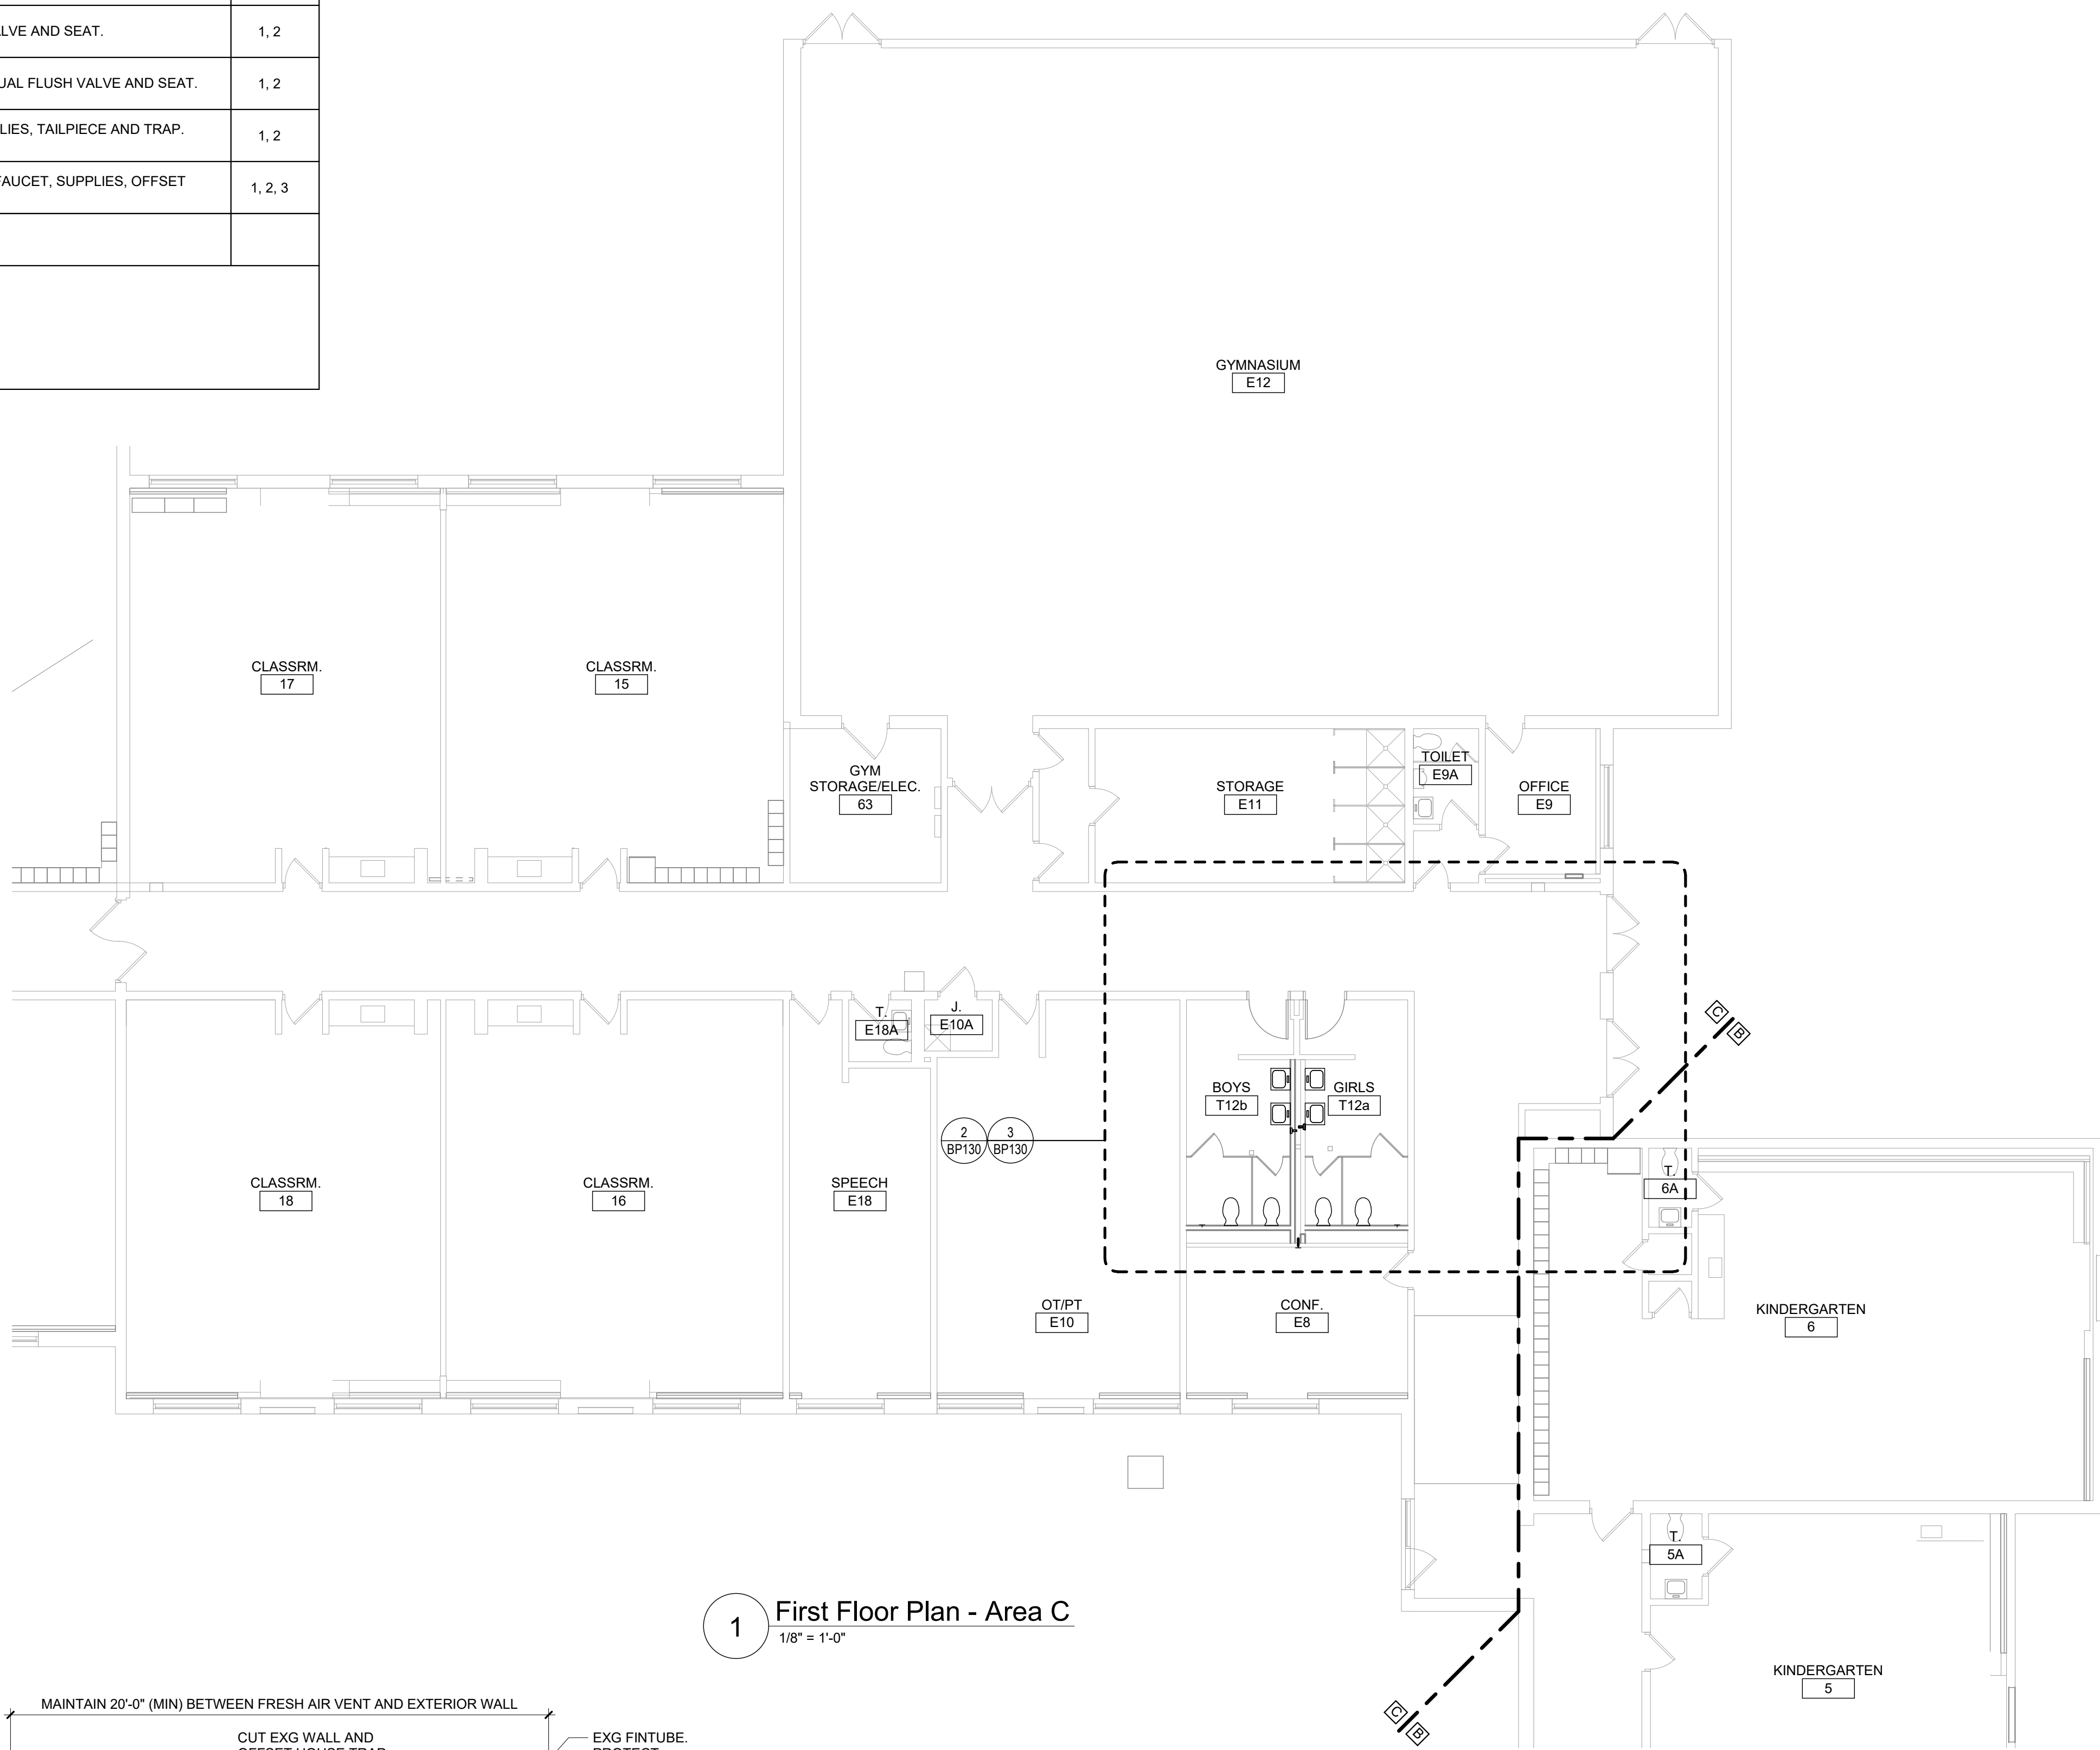 LVE AND SEAT.
1, 2
UAL FLUSH VALVE AND SEAT.
1, 2
LIES, TAILPIECE AND TRAP.
1, 2
FAUCET, SUPPLIES, OFFSET
1, 2, 3
GYMNASIUM
E12
CLASSRM.
17
CLASSRM.
15
GYM
STORAGE/ELEC.
63
STORAGE
E11
TOILET
E9A
OFFICE
E9
T.
E18A
J.
E10A
BOYS
T12b
GIRLS
T12a
C
B
2
BP130
3
BP130
CLASSRM.
18
CLASSRM.
16
SPEECH
E18
T.
6A
OT/PT
E10
CONF.
E8
KINDERGARTEN
6
T.
5A
1
First Floor Plan - Area C
1/8" = 1'-0"
KINDERGARTEN
5
C
B
MAINTAIN 20'-0" (MIN) BETWEEN FRESH AIR VENT AND EXTERIOR WALL
CUT EXG WALL AND
OFFSET HOUSE TRAP
EXG FINTUBE.
PROTECT